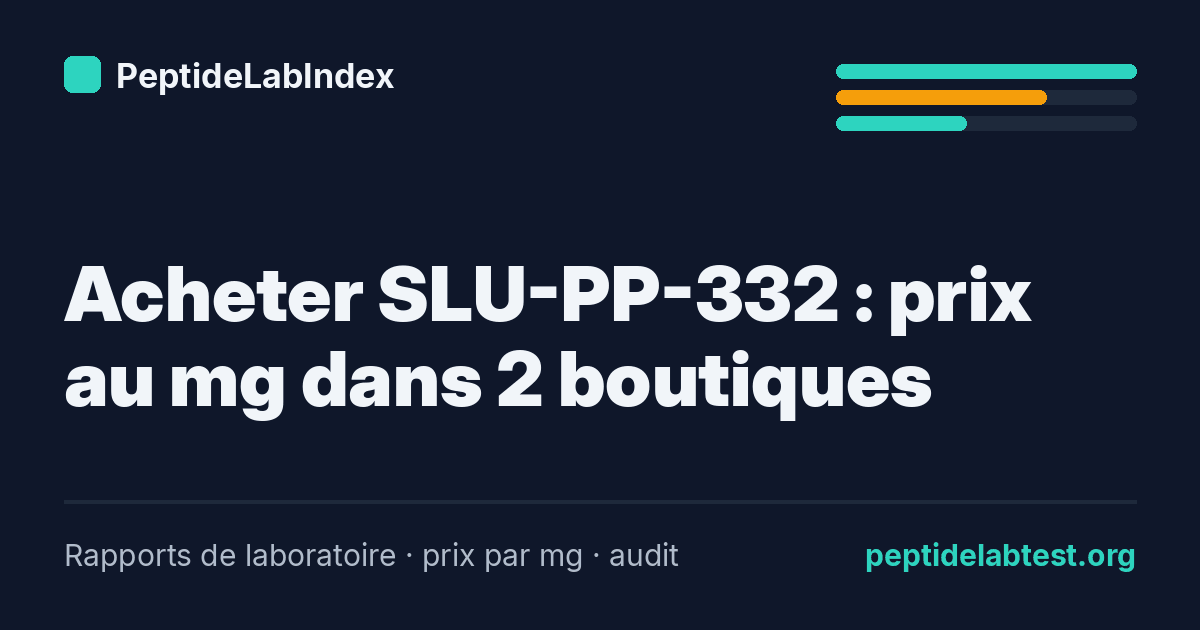 PeptideLabIndex
Acheter SLU-PP-332 : prix
au mg dans 2 boutiques
Rapports de laboratoire · prix par mg · audit
peptidelabtest.org